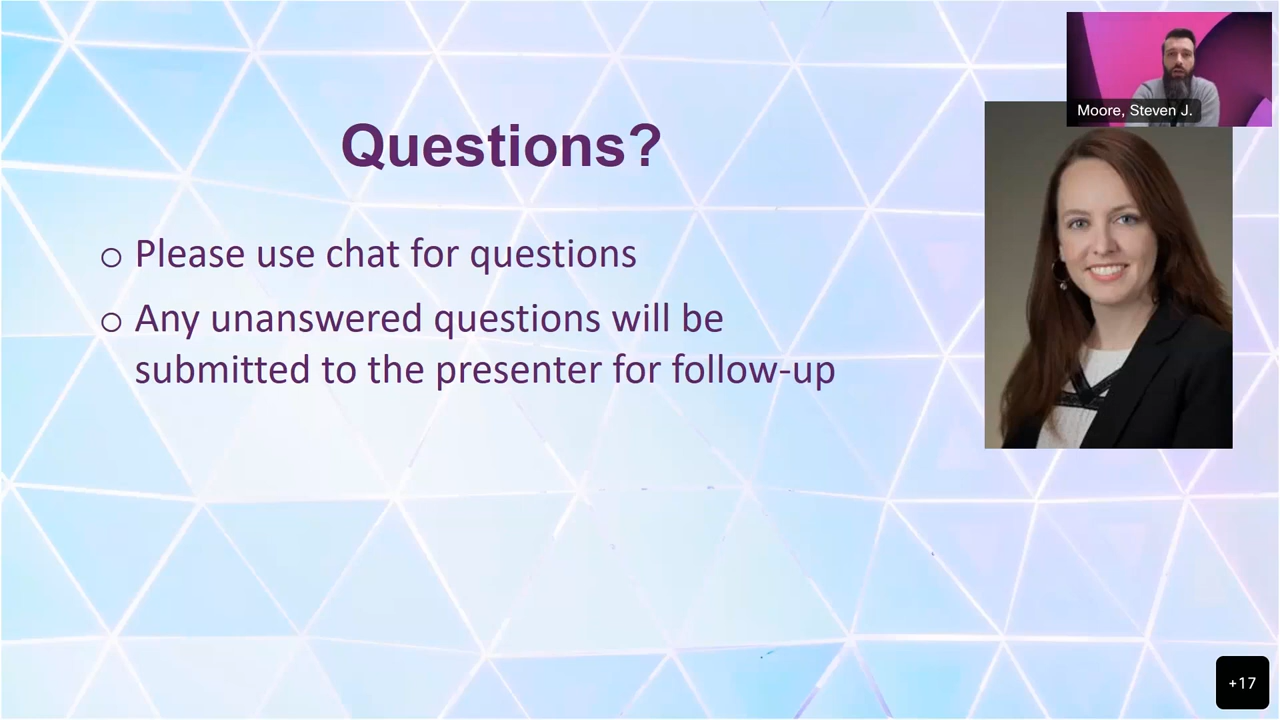 Moore, Steven J.
Questions?
o Please use chat for questions
o Any unanswered questions will be
submitted to the presenter for follow-up
+17